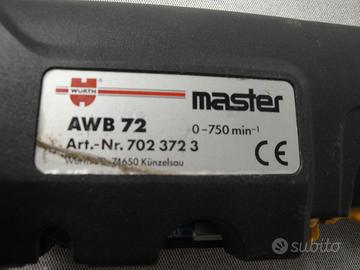 WÜRTH
master
AWB 72
0–750 min⁻¹
Art.-Nr. 702 372 3
74650 Künzelsau
CE
subito